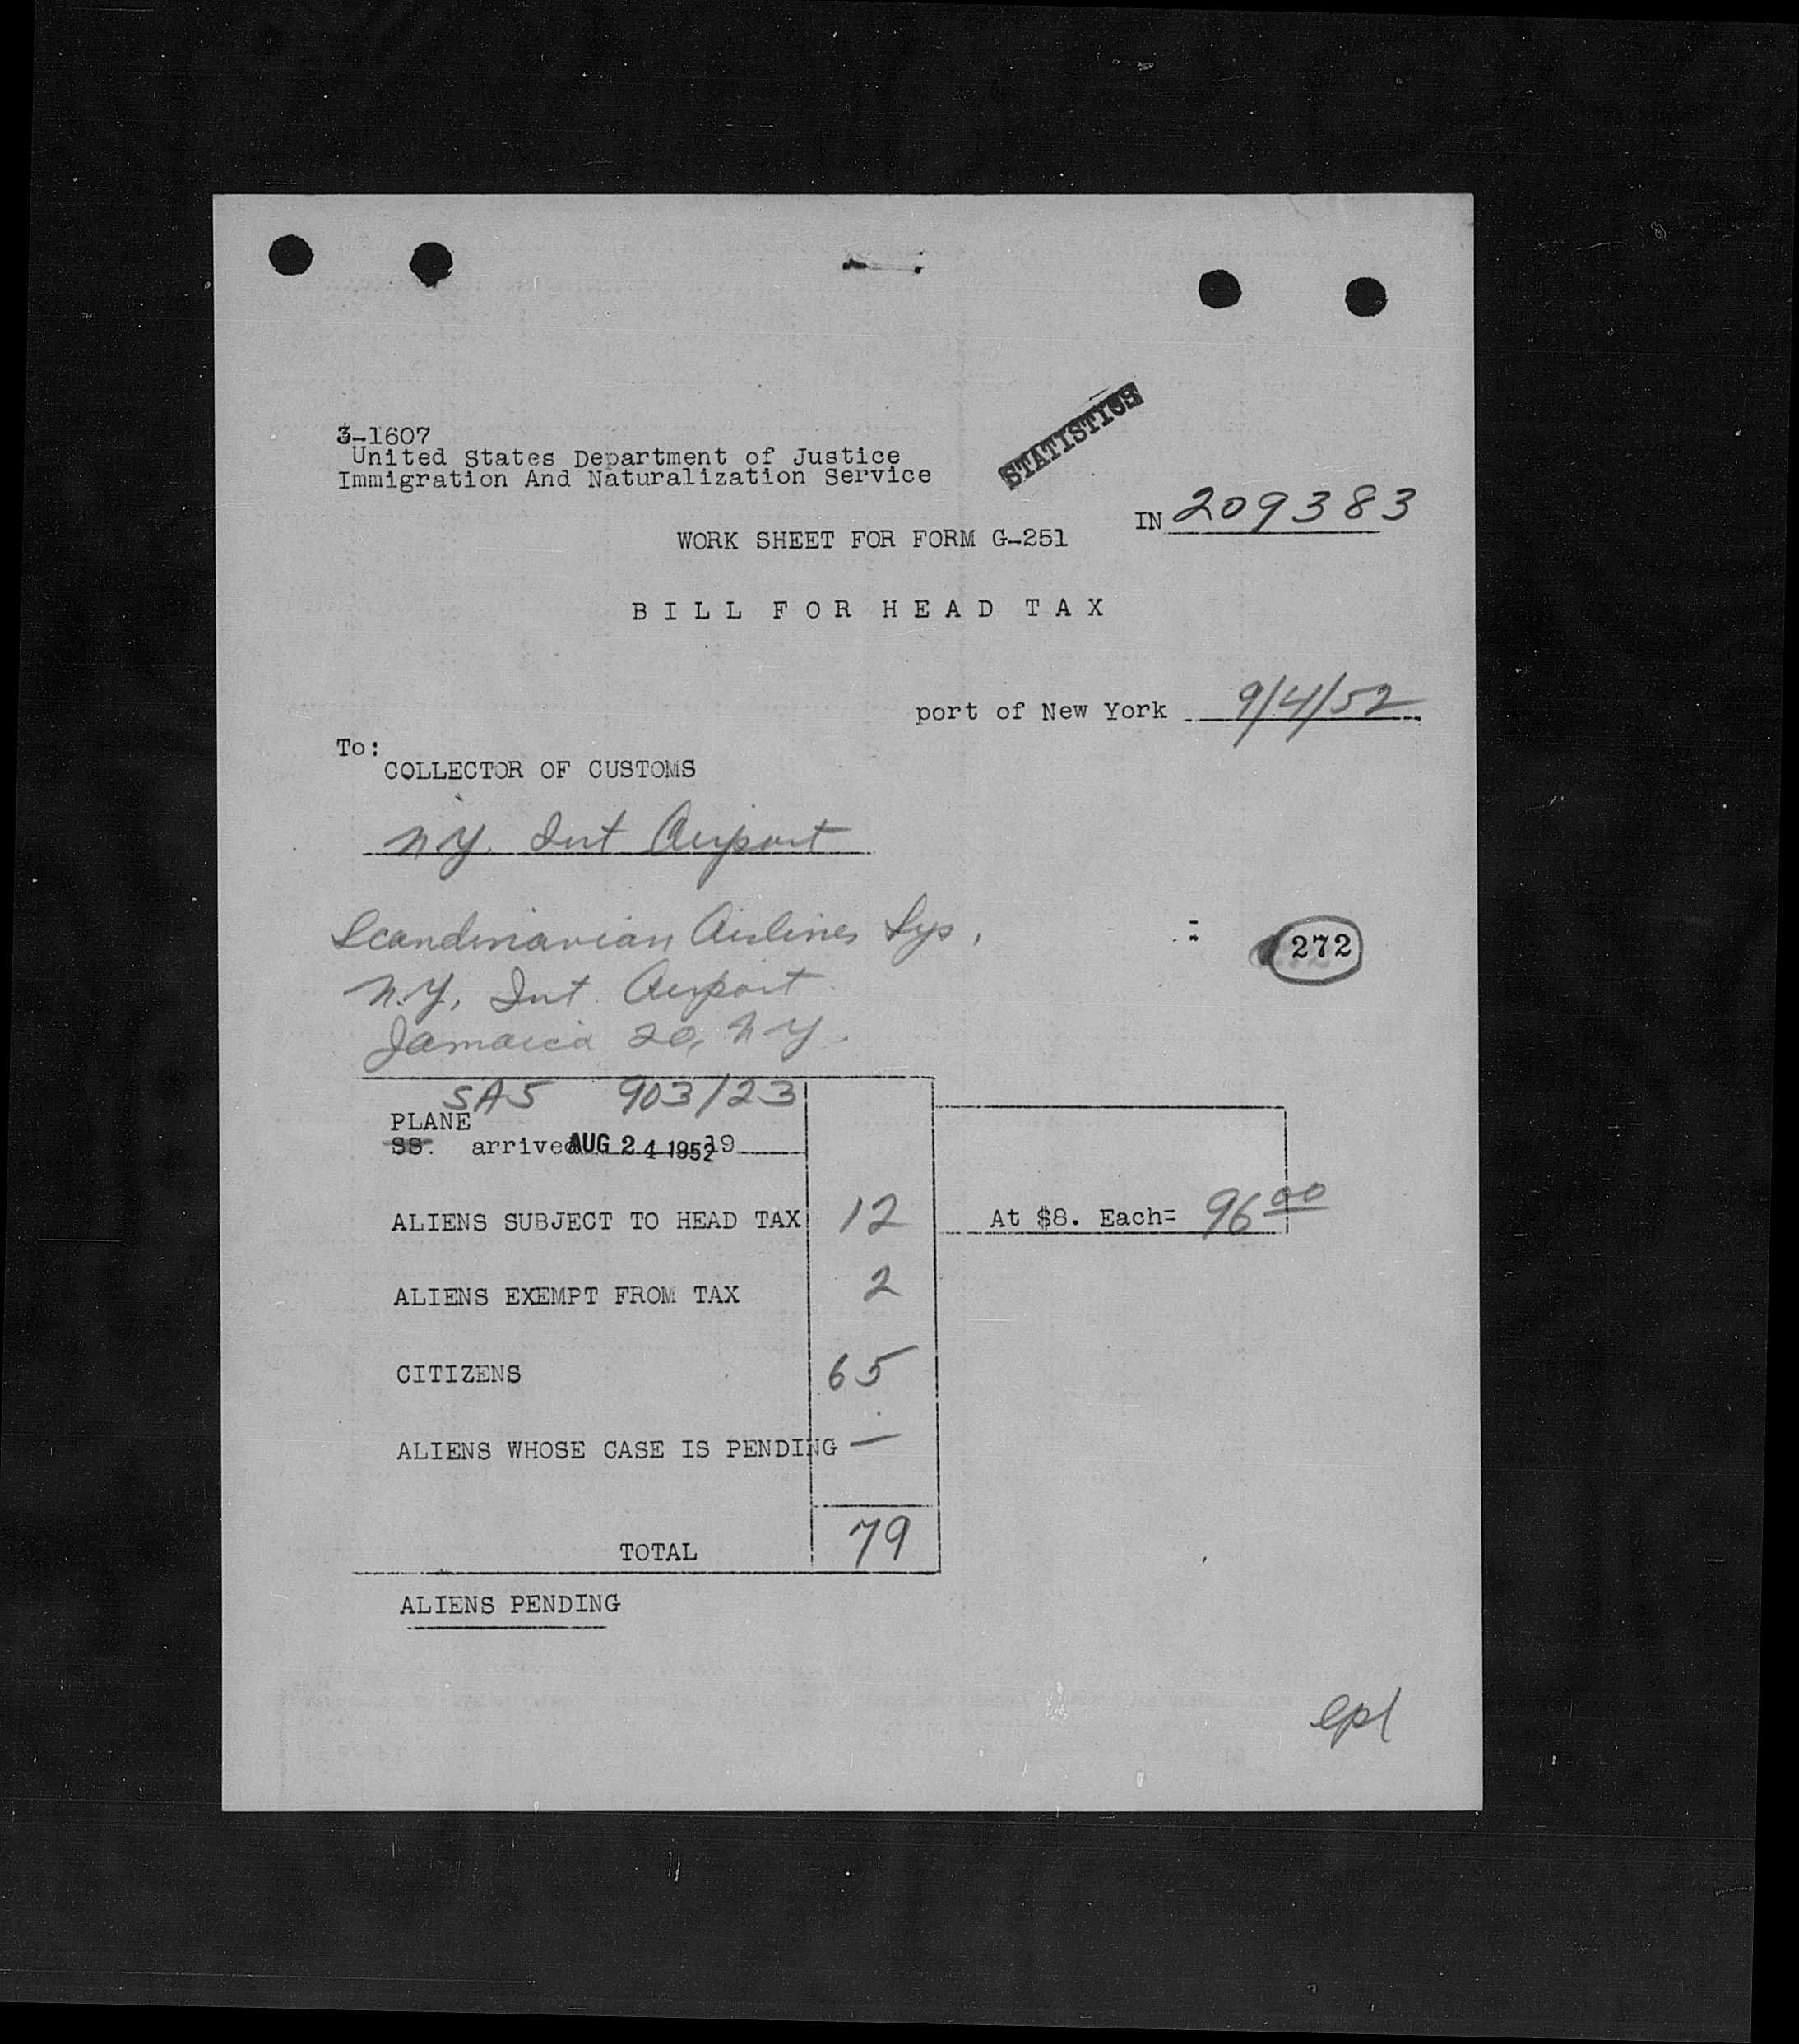 STATISTICS
3-1607
United States Department of Justice
Immigration And Naturalization Service
IN 209383
WORK SHEET FOR FORM G-251
BILL FOR HEAD TAX
port of New York 9/4/52
To:
COLLECTOR OF CUSTOMS
N.Y. Int Airport
Scandinavian Airlines Sys,
272
N.Y. Int. Airport
Jamaica 20, N.Y.
SAS 903/23
PLANE
SS. arrived AUG 24 1952 19
ALIENS SUBJECT TO HEAD TAX 12 At $8. Each= 96 00
ALIENS EXEMPT FROM TAX 2
CITIZENS 65
ALIENS WHOSE CASE IS PENDING —
TOTAL 79
ALIENS PENDING
epl